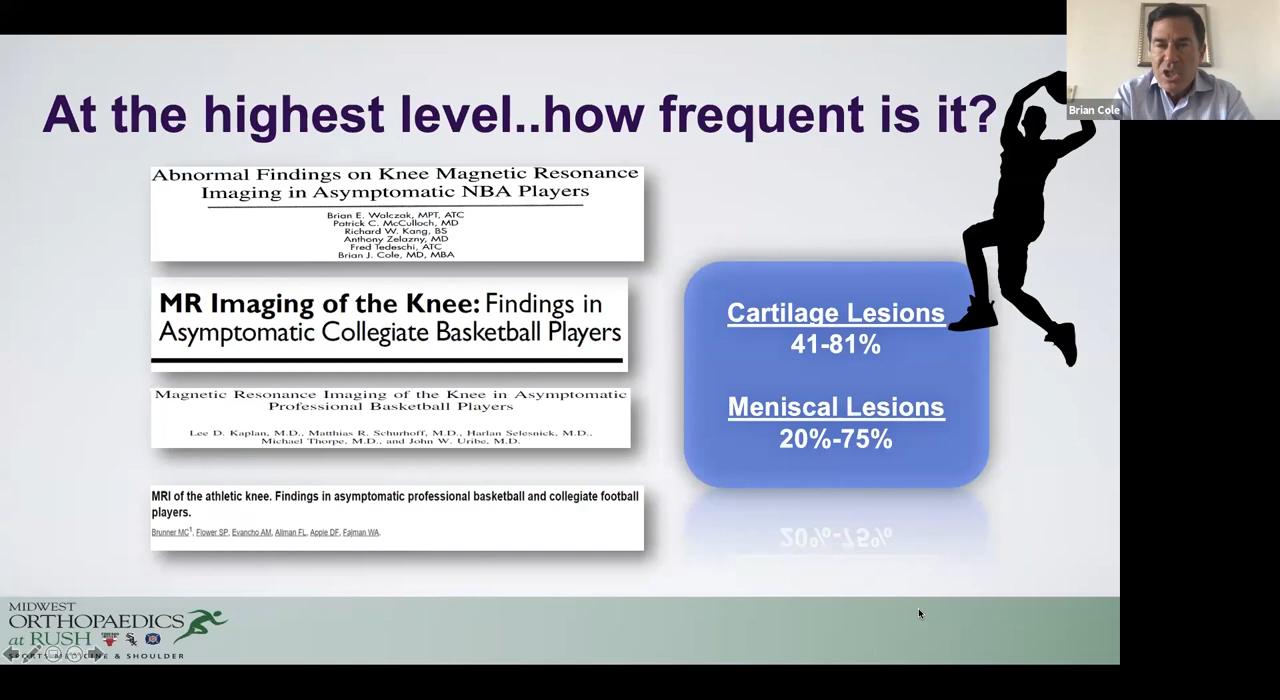 At the highest level..how frequent is it?
Brian Cole
Abnormal Findings on Knee Magnetic Resonance
Imaging in Asymptomatic NBA Players
Brian E. Walczak, MPT, ATC
Patrick C. McCulloch, MD
Richard W. Kang, BS
Anthony Zelazny, MD
Fred Tedeschi, ATC
Brian J. Cole, MD, MBA
MR Imaging of the Knee: Findings in
Asymptomatic Collegiate Basketball Players
Magnetic Resonance Imaging of the Knee in Asymptomatic
Professional Basketball Players
Lee D. Kaplan, M.D., Matthias R. Schurhoff, M.D., Harlan Selesnick, M.D.,
Michael Thorpe, M.D., and John W. Uribe, M.D.
MRI of the athletic knee. Findings in asymptomatic professional basketball and collegiate football
players.
Brunner MC1, Flower SP, Evancho AM, Allman FL, Apple DF, Fajman WA.
Cartilage Lesions
41-81%
Meniscal Lesions
20%-75%
MIDWEST
ORTHOPAEDICS
at RUSH
SPORTS MEDICINE & SHOULDER